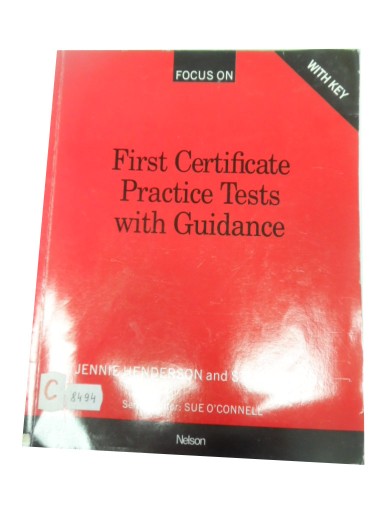 FOCUS ON
WITH KEY
First Certificate
Practice Tests
with Guidance
JENNIE HENDERSON and
C
8494
SUE O'CONNELL
Nelson